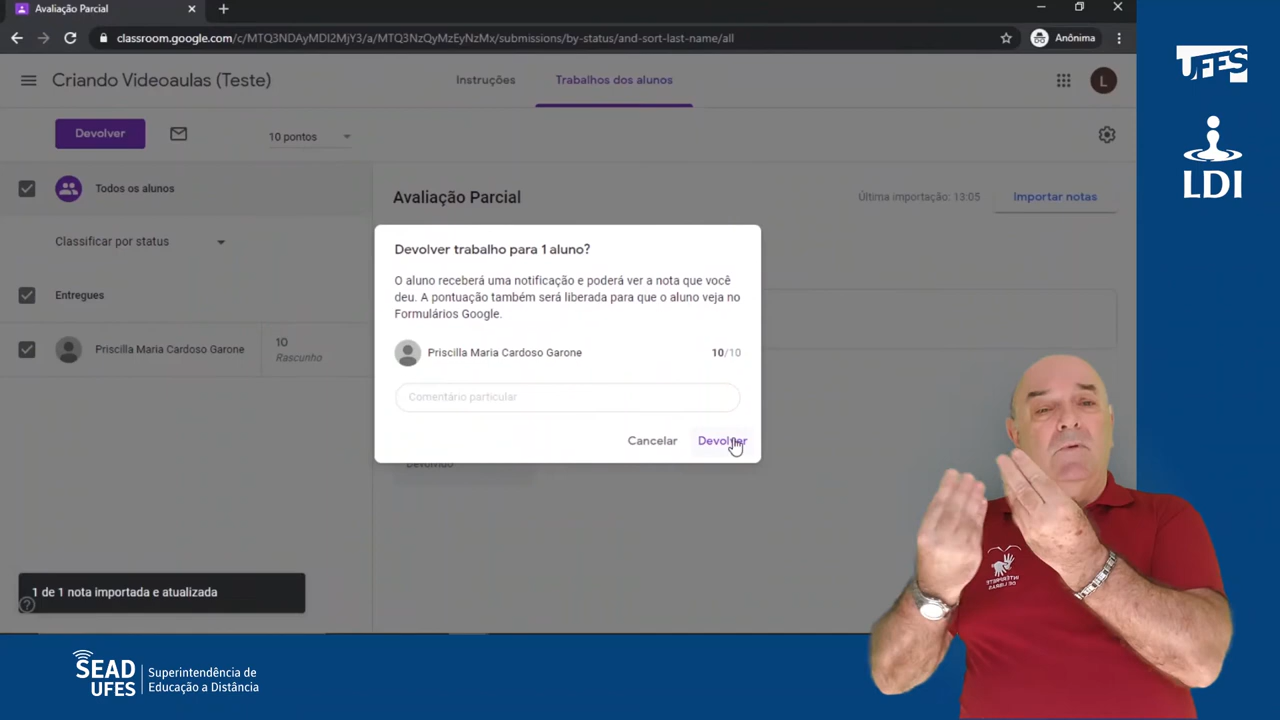 Avaliação Parcial
classroom.google.com/c/MTQ3NDAyMDI2MjY3/a/MTQ3NzQyMzEyNzMx/submissions/by-status/and-sort-last-name/all
Anônima
Criando Videoaulas (Teste)
Instruções
Trabalhos dos alunos
L
UFES
Devolver
10 pontos
LDI
Todos os alunos
Avaliação Parcial
Última importação: 13:05
Importar notas
Classificar por status
Devolver trabalho para 1 aluno?
O aluno receberá uma notificação e poderá ver a nota que você
deu. A pontuação também será liberada para que o aluno veja no
Formulários Google.
Entregues
Priscilla Maria Cardoso Garone
10
Rascunho
Priscilla Maria Cardoso Garone
10/10
Comentário particular
Cancelar
Devolver
Devolvido
1 de 1 nota importada e atualizada
INTÉRPRETE
DE LIBRAS
SEAD
UFES
Superintendência de
Educação a Distância